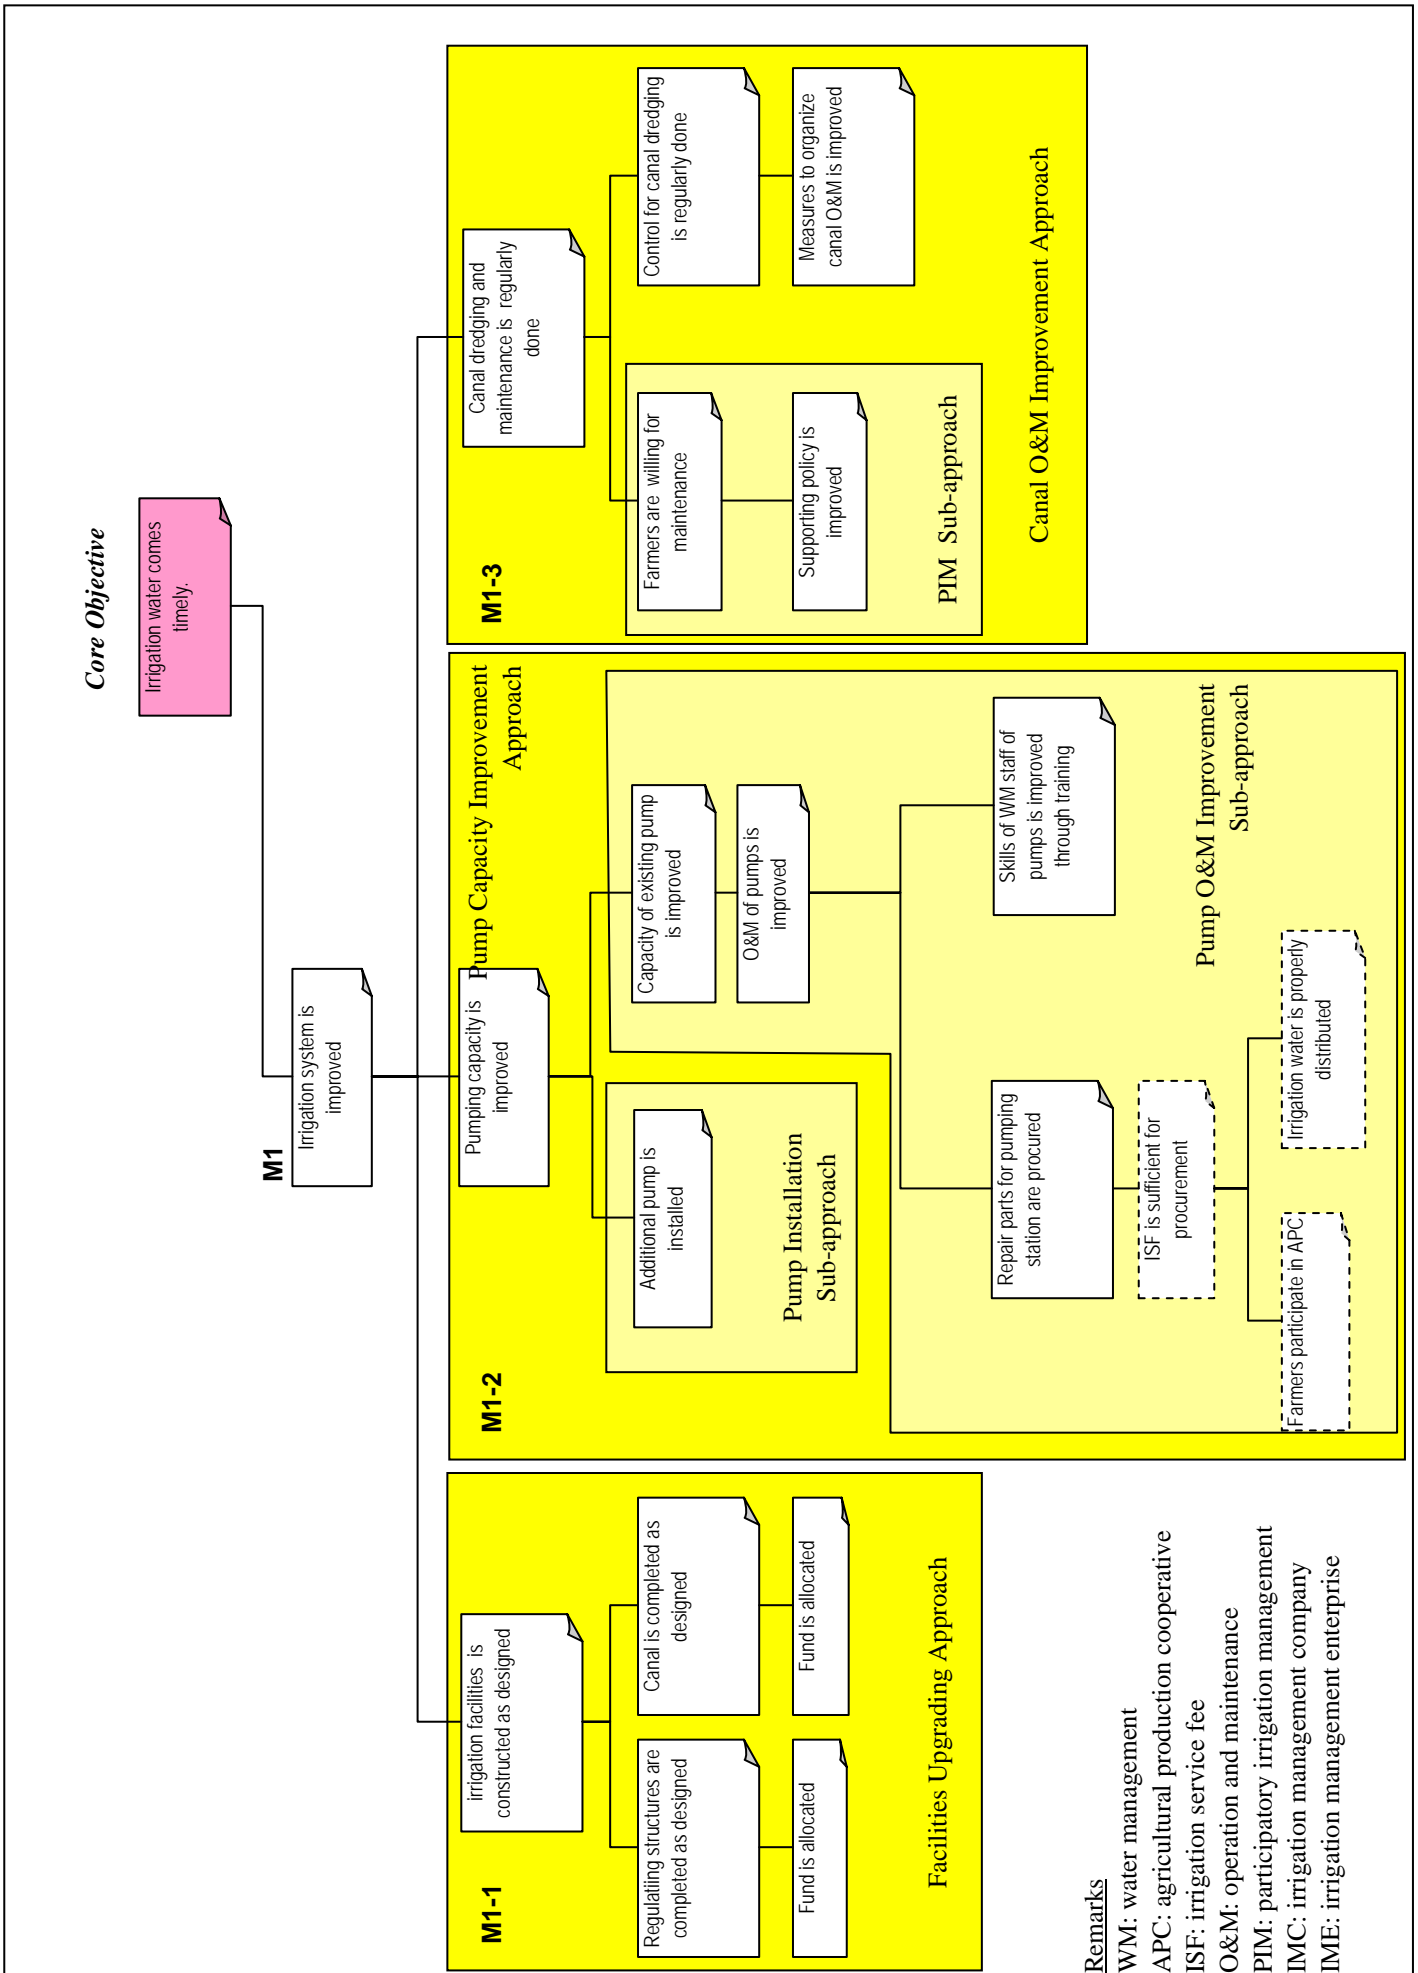 Core Objective
Irrigation water comes
timely.
M1
Irrigation system is
improved
M1-1
irrigation facilities  is
constructed as designed
Regulatiing structures are
completed as designed
Canal is completed as
designed
Fund is allocated
Fund is allocated
Facilities Upgrading Approach
M1-2
Pump Capacity Improvement
Approach
Pumping capacity is
improved
Additional pump is
installed
Pump Installation
Sub-approach
Capacity of existing pump
is improved
O&M of pumps is
improved
Repair parts for pumping
station are procured
Skills of WM staff of
pumps is improved
through training
ISF is sufficient for
procurement
Farmers participate in APC
Irrigation water is properly
distributed
Pump O&M Improvement
Sub-approach
M1-3
Canal dredging and
maintenance is  regularly
done
Farmers are  willing for
maintenance
Control for canal dredging
is regularly done
Supporting policy is
improved
Measures to organize
canal O&M is improved
PIM  Sub-approach
Canal O&M Improvement Approach
Remarks
WM: water management
APC: agricultural production cooperative
ISF: irrigation service fee
O&M: operation and maintenance
PIM: participatory irrigation management
IMC: irrigation management company
IME: irrigation management enterprise